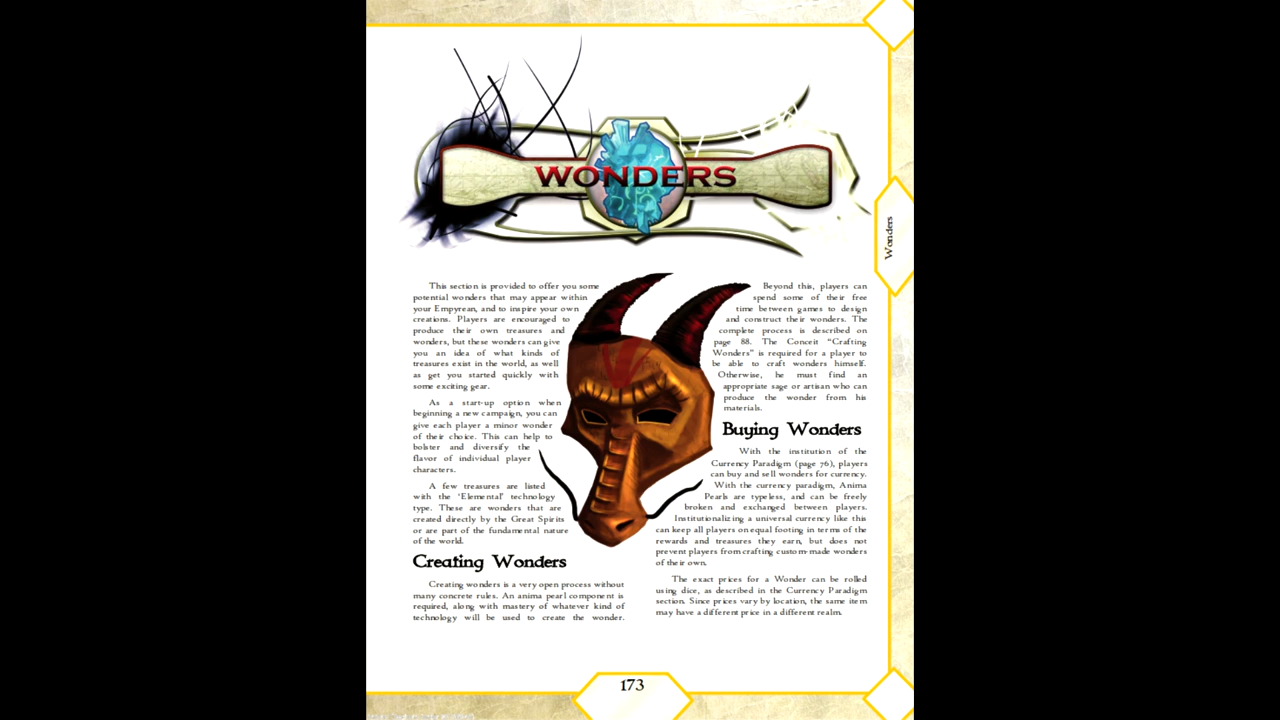 WONDERS
Wonders
This section is provided to offer you some
potential wonders that may appear within
your Empyrean, and to inspire your own
creations. Players are encouraged to
produce their own treasures and
wonders, but these wonders can give
you an idea of what kinds of
treasures exist in the world, as well
as get you started quickly with
some exciting gear.
As a start-up option when
beginning a new campaign, you can
give each player a minor wonder
of their choice. This can help to
bolster and diversify the
flavor of individual player
characters.
A few treasures are listed
with the 'Elemental' technology
type. These are wonders that are
created directly by the Great Spirits
or are part of the fundamental nature
of the world.
Creating Wonders
Creating wonders is a very open process without
many concrete rules. An anima pearl component is
required, along with mastery of whatever kind of
technology will be used to create the wonder.
Beyond this, players can
spend some of their free
time between games to design
and construct their wonders. The
complete process is described on
page 88. The Conceit "Crafting
Wonders" is required for a player to
be able to craft wonders himself.
Otherwise, he must find an
appropriate sage or artisan who can
produce the wonder from his
materials.
Buying Wonders
With the institution of the
Currency Paradigm (page 76), players
can buy and sell wonders for currency.
With the currency paradigm, Anima
Pearls are typeless, and can be freely
broken and exchanged between players.
Institutionalizing a universal currency like this
can keep all players on equal footing in terms of the
rewards and treasures they earn, but does not
prevent players from crafting custom-made wonders
of their own.
The exact prices for a Wonder can be rolled
using dice, as described in the Currency Paradigm
section. Since prices vary by location, the same item
may have a different price in a different realm.
173